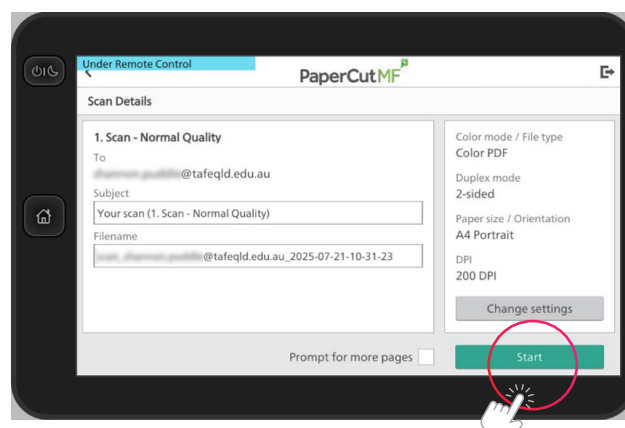 Under Remote Control
PaperCutMF
Scan Details
1. Scan - Normal Quality
To
@tafeqld.edu.au
Subject
Your scan (1. Scan - Normal Quality)
Filename
@tafeqld.edu.au_2025-07-21-10-31-23
Color mode / File type
Color PDF
Duplex mode
2-sided
Paper size / Orientation
A4 Portrait
DPI
200 DPI
Change settings
Prompt for more pages
Start